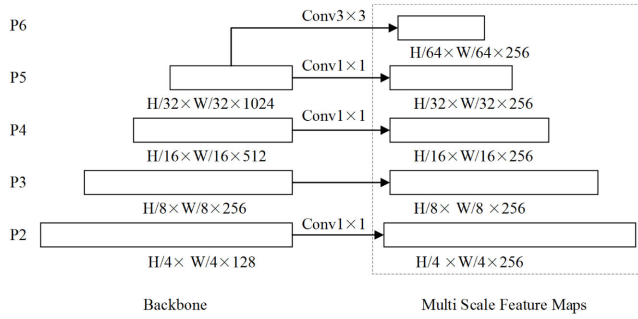 P6 Conv3×3
H/64×W/64×256
P5 Conv1×1
H/32×W/32×1024 H/32×W/32×256
P4 Conv1×1
H/16×W/16×512 H/16×W/16×256
P3
H/8×W/8×256 H/8× W/8 ×256
P2 Conv1×1
H/4× W/4×128 H/4 ×W/4×256
Backbone Multi Scale Feature Maps